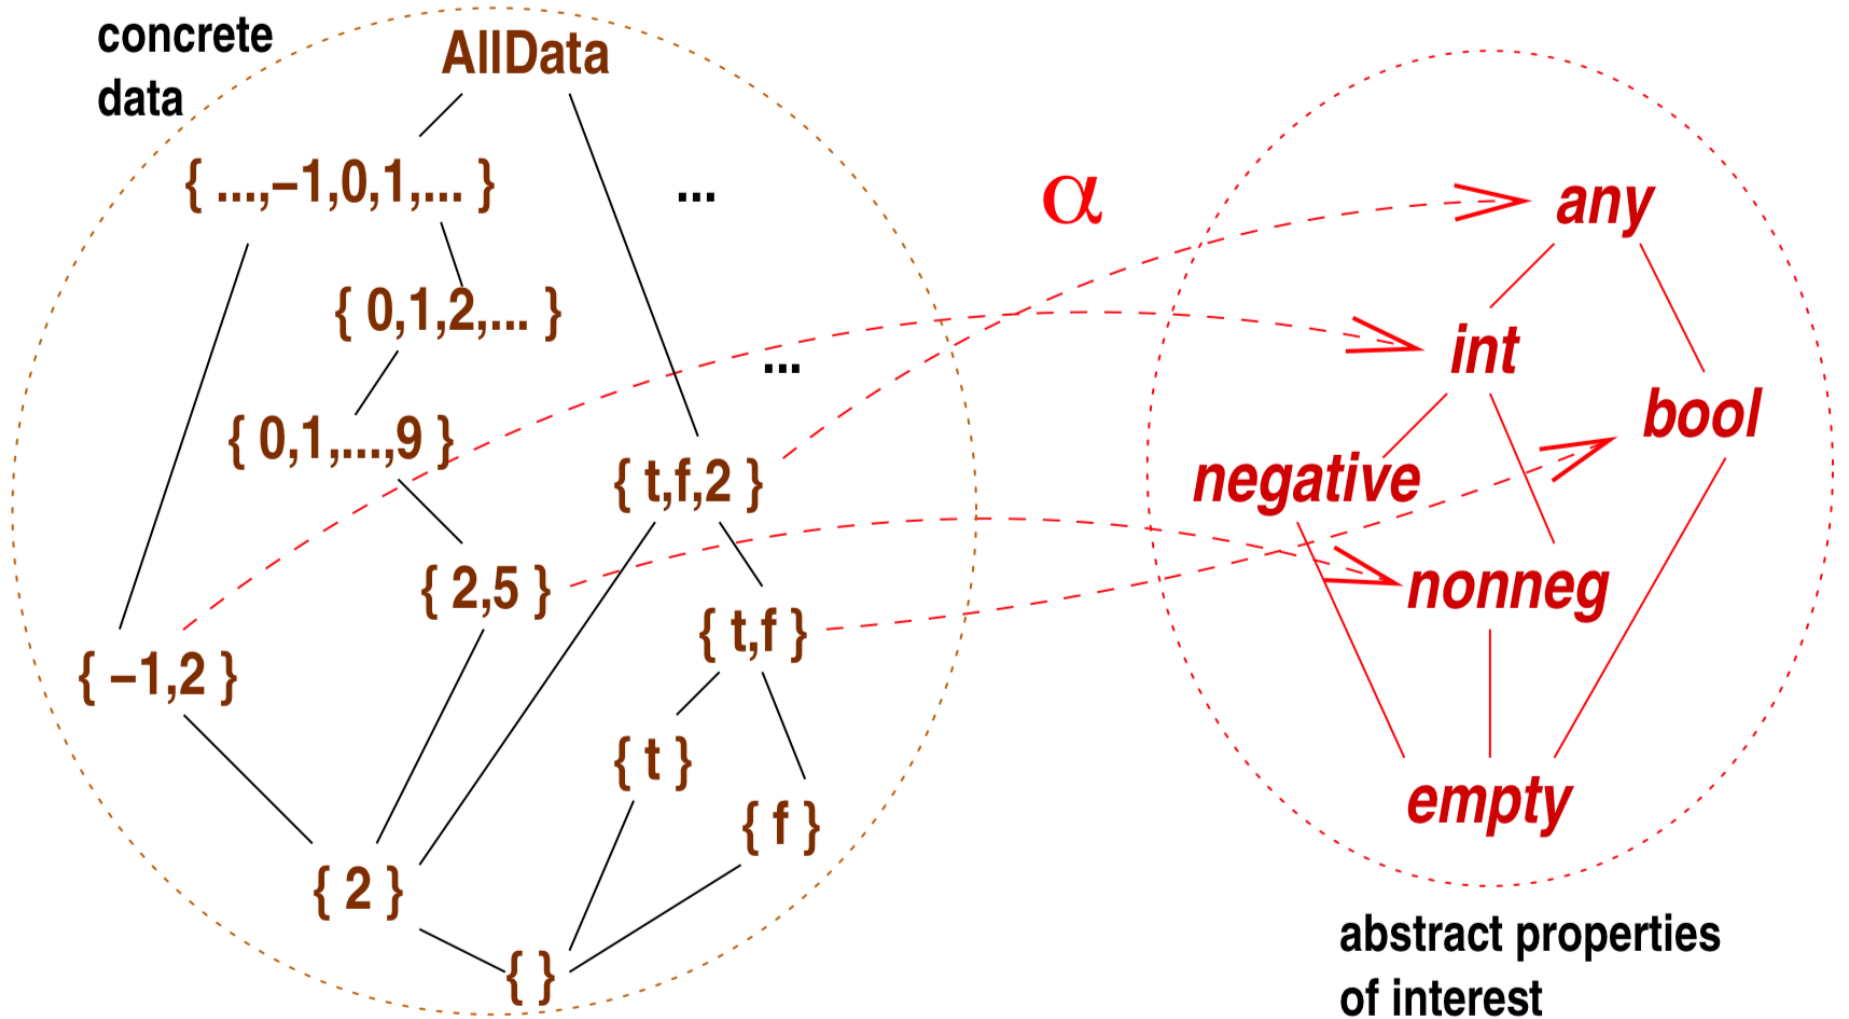 concrete
data
AllData
{ ...,−1,0,1,... }
...
α
any
{ 0,1,2,... }
...
int
{ 0,1,...,9 }
bool
{ t,f,2 }
negative
{ 2,5 }
nonneg
{ t,f }
{ −1,2 }
{ t }
{ f }
empty
{ 2 }
{ }
abstract properties
of interest